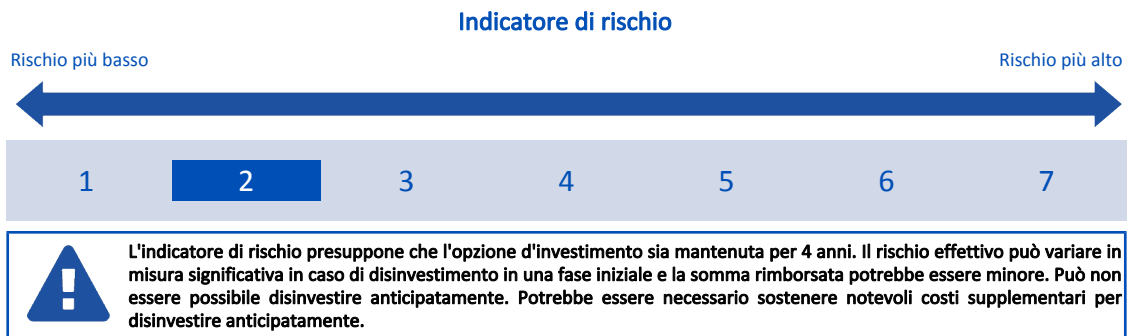 Indicatore di rischio
Rischio più basso
Rischio più alto
1 2 3 4 5 6 7
L'indicatore di rischio presuppone che l'opzione d'investimento sia mantenuta per 4 anni. Il rischio effettivo può variare in
misura significativa in caso di disinvestimento in una fase iniziale e la somma rimborsata potrebbe essere minore. Può non
essere possibile disinvestire anticipatamente. Potrebbe essere necessario sostenere notevoli costi supplementari per
disinvestire anticipatamente.